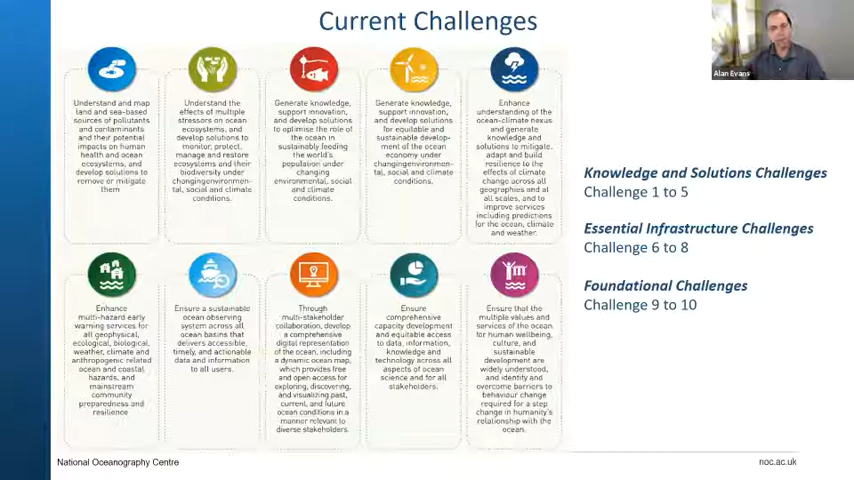 Current Challenges
Alan Evans
Understand and map
land and sea-based
sources of pollutants
and contaminants
and their potential
impacts on human
health and ocean
ecosystems, and
develop solutions to
remove or mitigate
them
Understand the
effects of multiple
stressors on ocean
ecosystems, and
develop solutions to
monitor, protect,
manage and restore
ecosystems and their
biodiversity under
changingenvironmen-
tal, social and climate
conditions.
Generate knowledge,
support innovation,
and develop solutions
to optimise the role of
the ocean in
sustainably feeding
the world's
population under
changing
environmental, social
and climate
conditions.
Generate knowledge,
support innovation,
and develop solutions
for equitable and
sustainable develop-
ment of the ocean
economy under
changingenvironmen-
tal, social and climate
conditions.
Enhance
understanding of the
ocean-climate nexus
and generate
knowledge and
solutions to mitigate,
adapt and build
resilience to the
effects of climate
change across all
geographies and at
all scales, and to
improve services
including predictions
for the ocean, climate
and weather.
Enhance
multi-hazard early
warning services for
all geophysical,
ecological, biological,
weather, climate and
anthropogenic related
ocean and coastal
hazards, and
mainstream
community
preparedness and
resilience
Ensure a sustainable
ocean observing
system across all
ocean basins that
delivers accessible,
timely, and actionable
data and information
to all users.
Through
multi-stakeholder
collaboration, develop
a comprehensive
digital representation
of the ocean, including
a dynamic ocean map,
which provides free
and open access for
exploring, discovering,
and visualizing past,
current, and future
ocean conditions in a
manner relevant to
diverse stakeholders.
Ensure
comprehensive
capacity development
and equitable access
to data, information,
knowledge and
technology across all
aspects of ocean
science and for all
stakeholders.
Ensure that the
multiple values and
services of the ocean
for human wellbeing,
culture, and
sustainable
development are
widely understood,
and identify and
overcome barriers to
behaviour change
required for a step
change in humanity's
relationship with the
ocean.
Knowledge and Solutions Challenges
Challenge 1 to 5
Essential Infrastructure Challenges
Challenge 6 to 8
Foundational Challenges
Challenge 9 to 10
National Oceanography Centre
noc.ac.uk